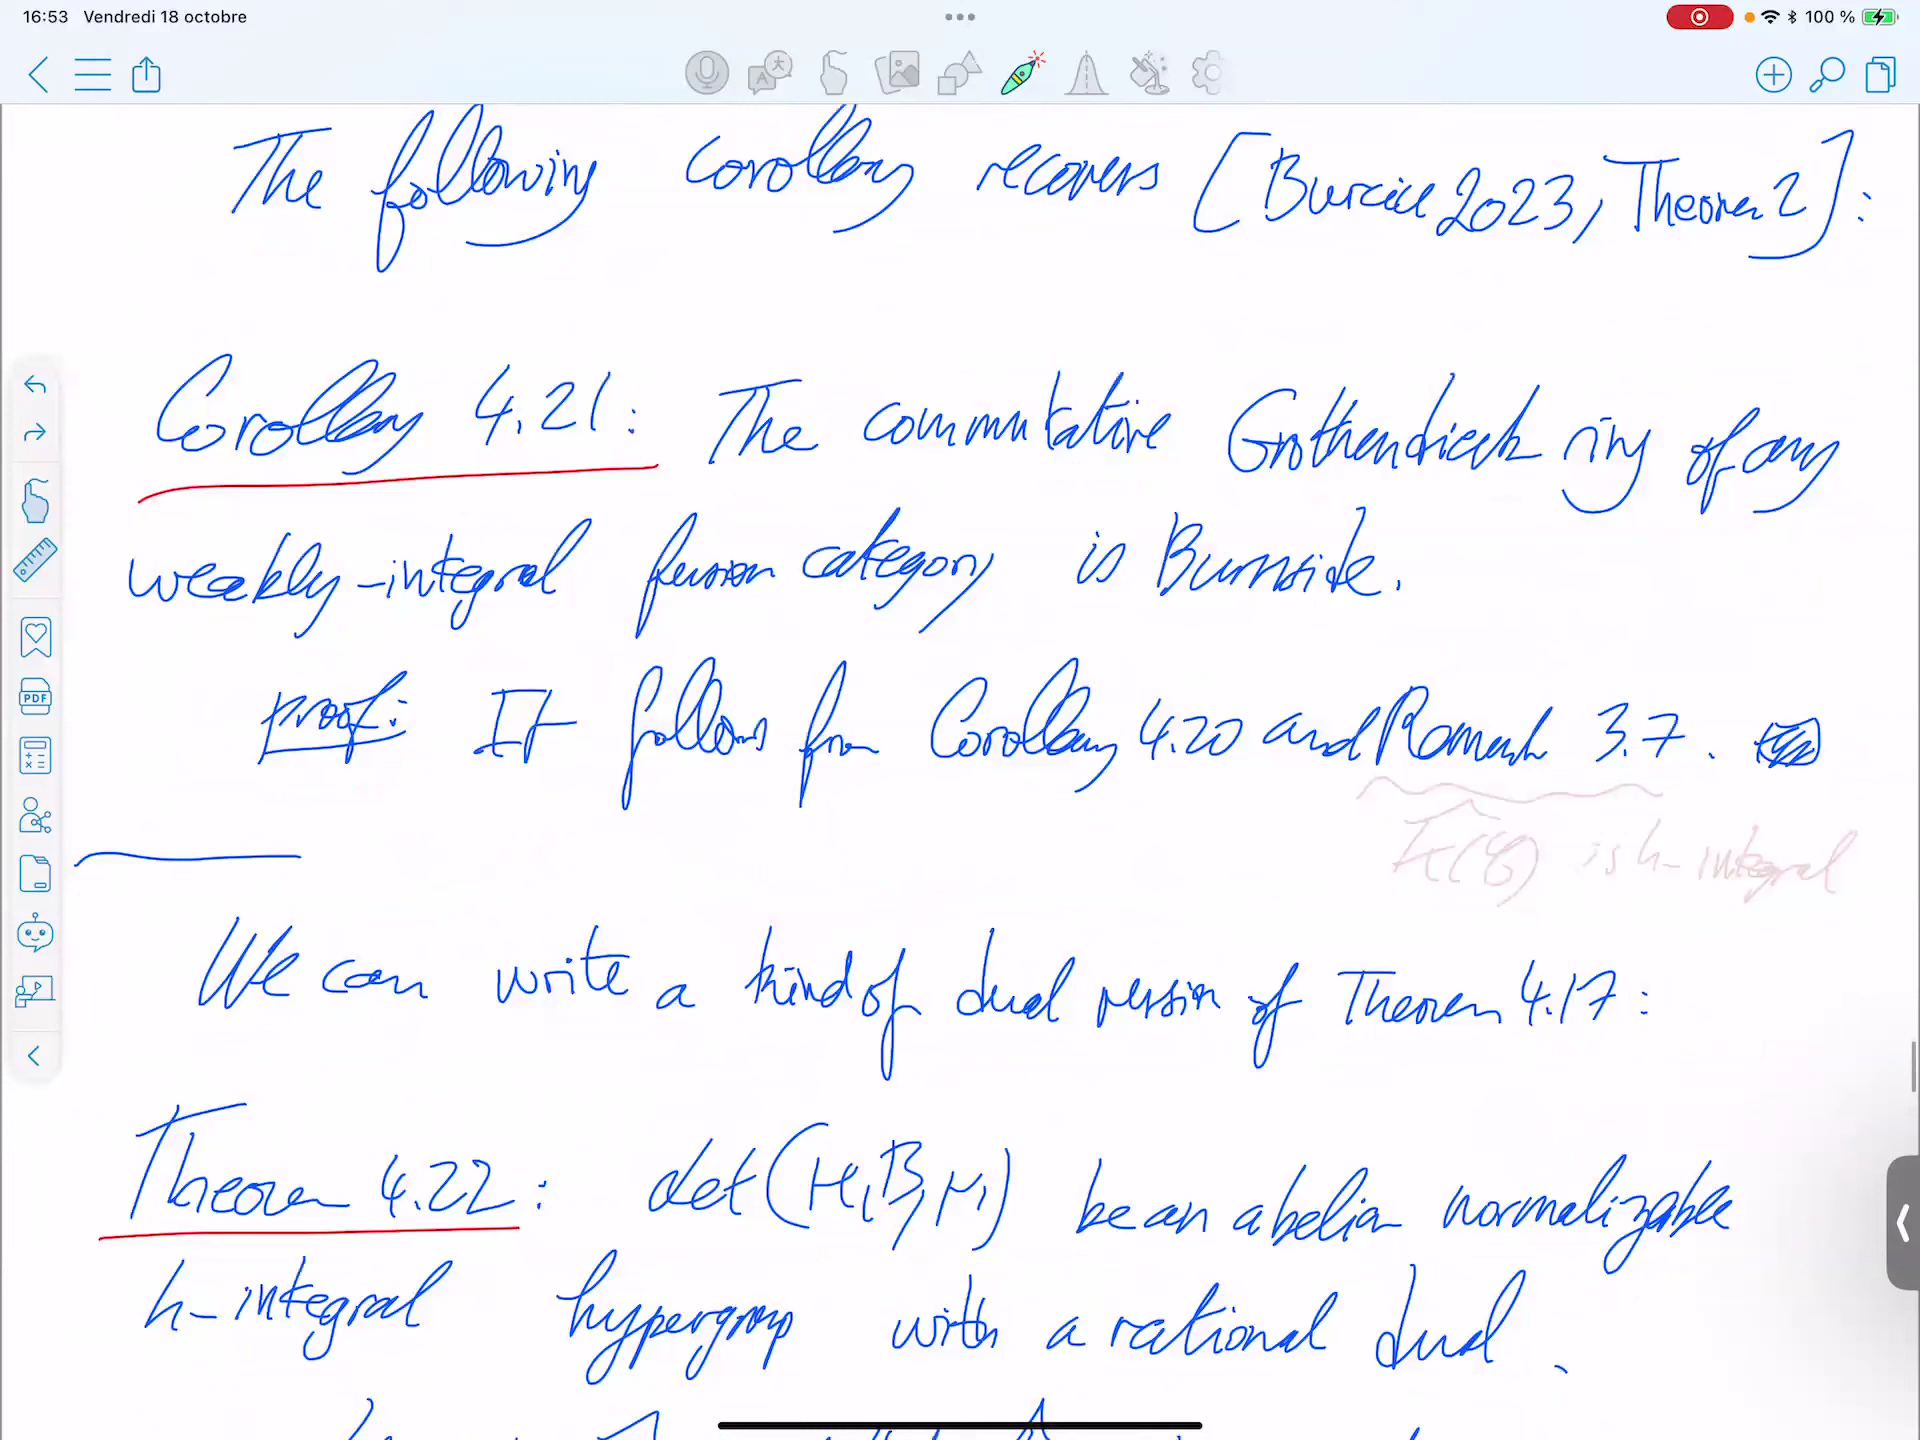 16:53 Vendredi 18 octobre
100 %
The following corollary recovers [Burciu 2023, Theorem 2]:
Corollary 4.21: The commutative Grothendieck ring of any
weakly-integral fusion category is Burnside.
proof: It follows from Corollary 4.20 and Remark 3.7.
is h-integral
We can write a kind of dual version of Theorem 4.17:
Theorem 4.22: let (H, B, μ) be an abelian normalizable
h-integral hypergroup with a rational dual.
PDF